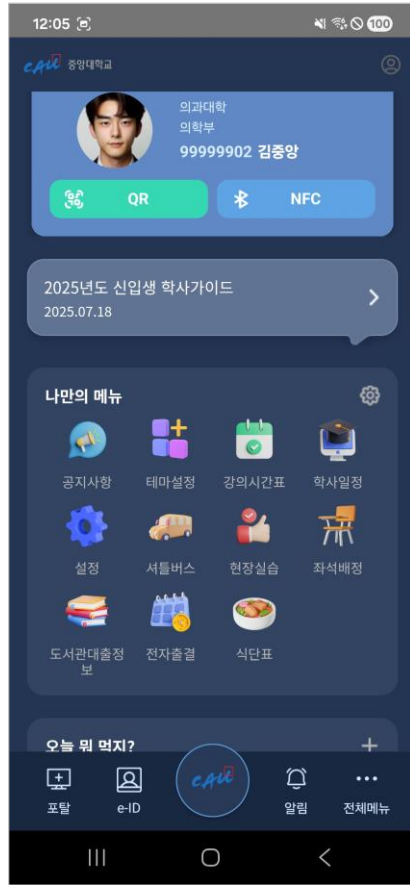 12:05
100
CAU 중앙대학교
의과대학
의학부
99999902 김중앙
QR
NFC
2025년도 신입생 학사가이드
2025.07.18
나만의 메뉴
공지사항 테마설정 강의시간표 학사일정
설정 셔틀버스 현장실습 좌석배정
도서관대출정 전자출결 식단표
보
오늘 뭐 먹지?
CAU
포탈 e-ID 알림 전체메뉴